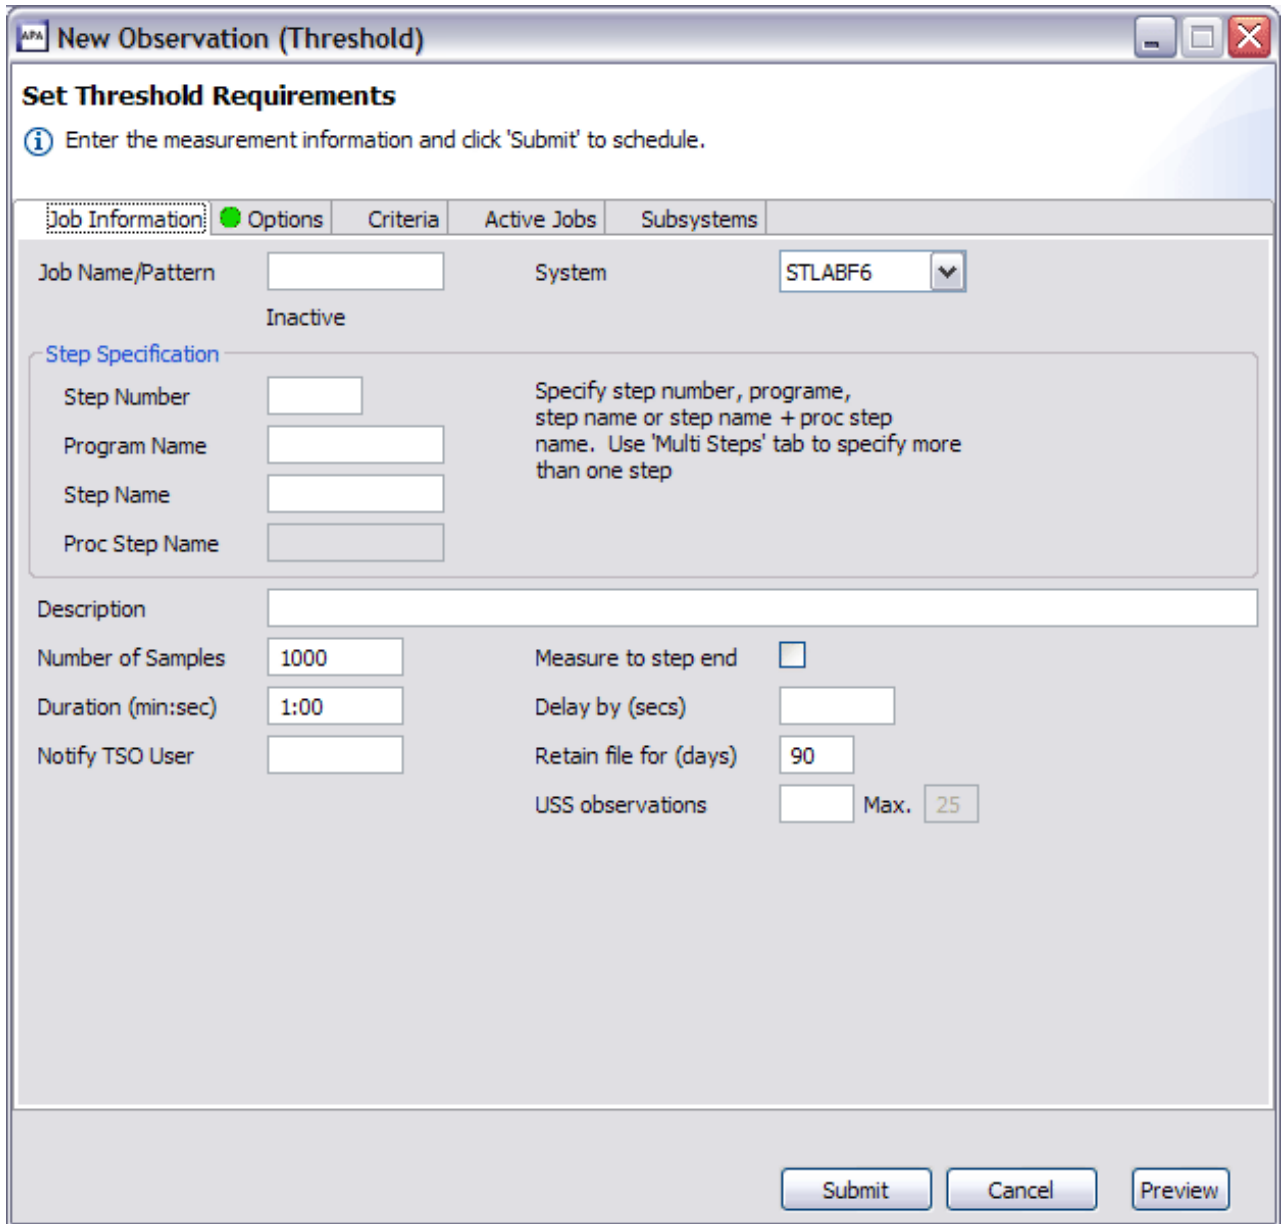 APA New Observation (Threshold)
Set Threshold Requirements
Enter the measurement information and click 'Submit' to schedule.
Job Information Options Criteria Active Jobs Subsystems
Job Name/Pattern System STLABF6
Inactive
Step Specification
Step Number
Program Name
Step Name
Proc Step Name
Specify step number, programe,
step name or step name + proc step
name. Use 'Multi Steps' tab to specify more
than one step
Description
Number of Samples 1000 Measure to step end
Duration (min:sec) 1:00 Delay by (secs)
Notify TSO User Retain file for (days) 90
USS observations Max. 25
Submit Cancel Preview